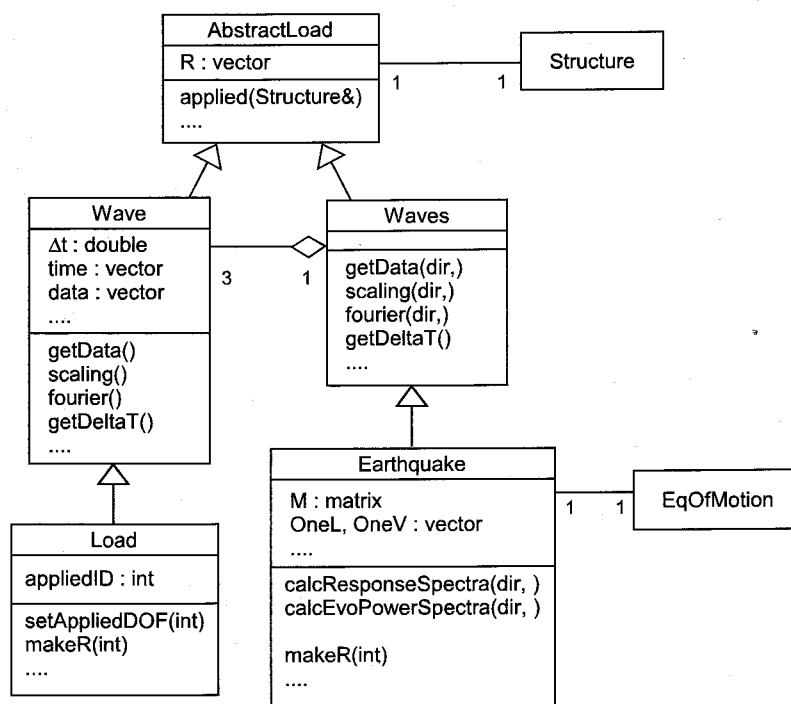 AbstractLoad
R : vector
applied(Structure&)
....
1
1
Structure
Wave
Δt : double
time : vector
data : vector
....
getData()
scaling()
fourier()
getDeltaT()
....
3
1
Waves
getData(dir,)
scaling(dir,)
fourier(dir,)
getDeltaT()
....
Load
appliedID : int
setAppliedDOF(int)
makeR(int)
....
Earthquake
M : matrix
OneL, OneV : vector
....
calcResponseSpectra(dir, )
calcEvoPowerSpectra(dir, )
makeR(int)
....
1
1
EqOfMotion